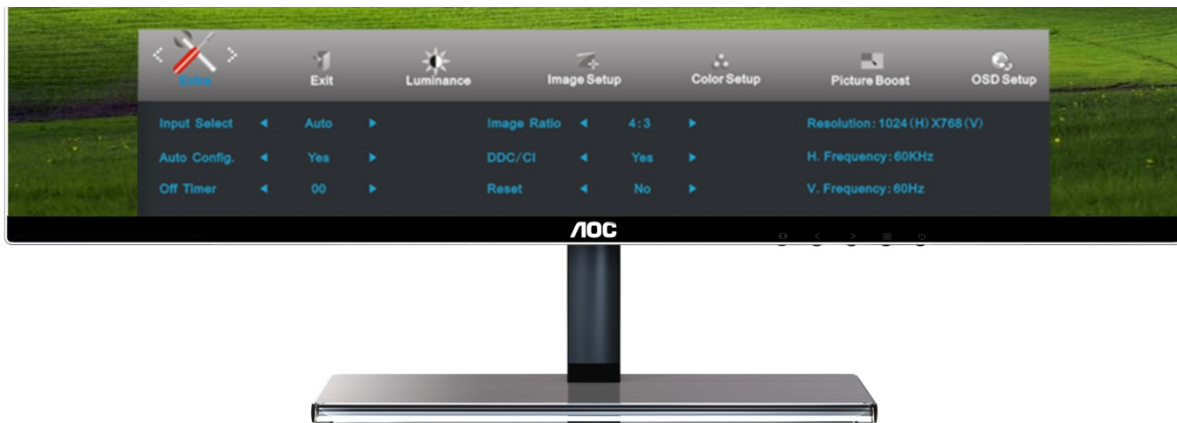 Extra Exit Luminance Image Setup Color Setup Picture Boost OSD Setup
Input Select Auto Image Ratio 4:3 Resolution: 1024 (H) X768 (V)
Auto Config. Yes DDC/CI Yes H. Frequency: 60KHz
Off Timer 00 Reset No V. Frequency: 60Hz
AOC